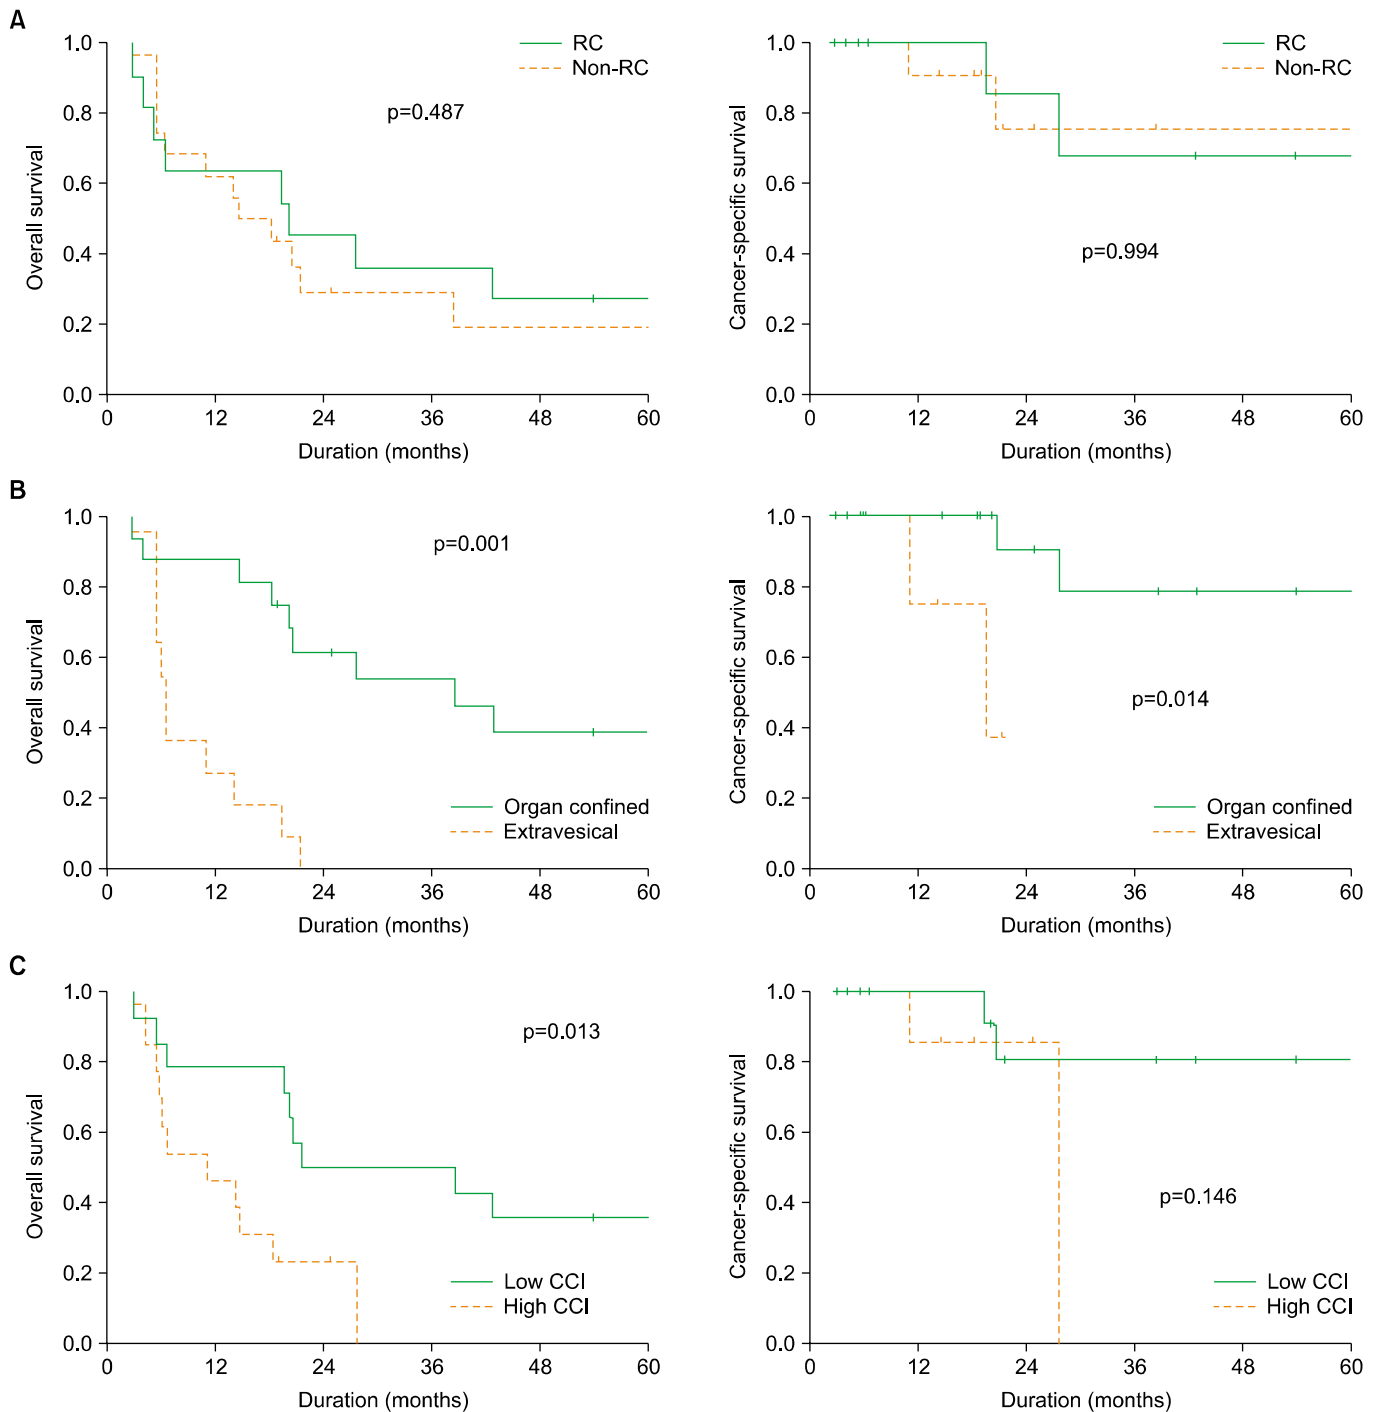 A
1.0
0.8
0.6
0.4
0.2
0.0
Overall survival
RC
Non-RC
p=0.487
0 12 24 36 48 60
Duration (months)
1.0
0.8
0.6
0.4
0.2
0.0
Cancer-specific survival
RC
Non-RC
p=0.994
0 12 24 36 48 60
Duration (months)
B
1.0
0.8
0.6
0.4
0.2
0.0
Overall survival
p=0.001
Organ confined
Extravesical
0 12 24 36 48 60
Duration (months)
1.0
0.8
0.6
0.4
0.2
0.0
Cancer-specific survival
p=0.014
Organ confined
Extravesical
0 12 24 36 48 60
Duration (months)
C
1.0
0.8
0.6
0.4
0.2
0.0
Overall survival
p=0.013
Low CCI
High CCI
0 12 24 36 48 60
Duration (months)
1.0
0.8
0.6
0.4
0.2
0.0
Cancer-specific survival
p=0.146
Low CCI
High CCI
0 12 24 36 48 60
Duration (months)